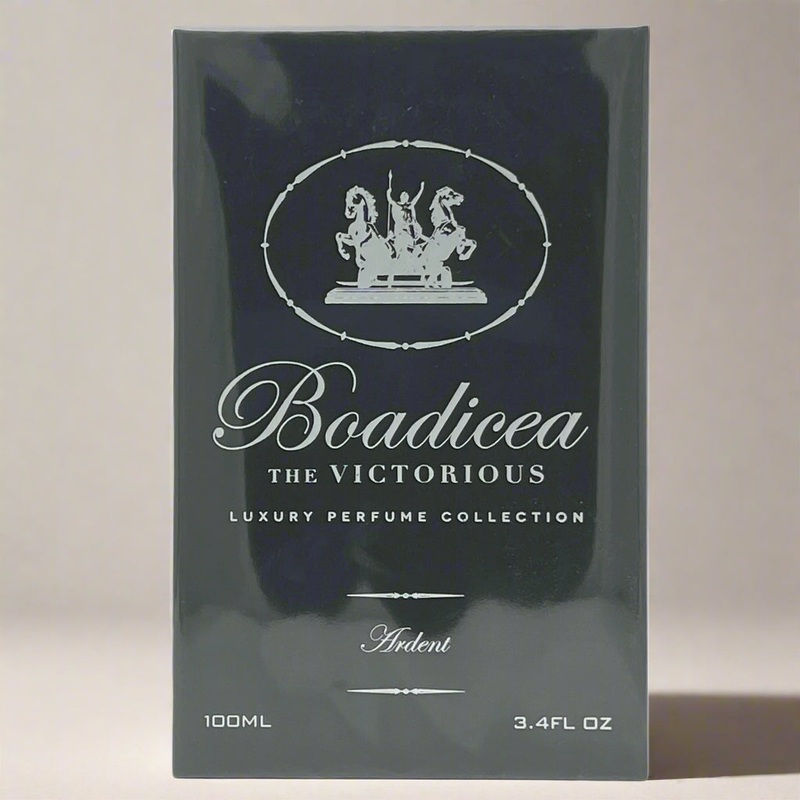 Boadicea
THE VICTORIOUS
LUXURY PERFUME COLLECTION
Ardent
100ML
3.4FL OZ